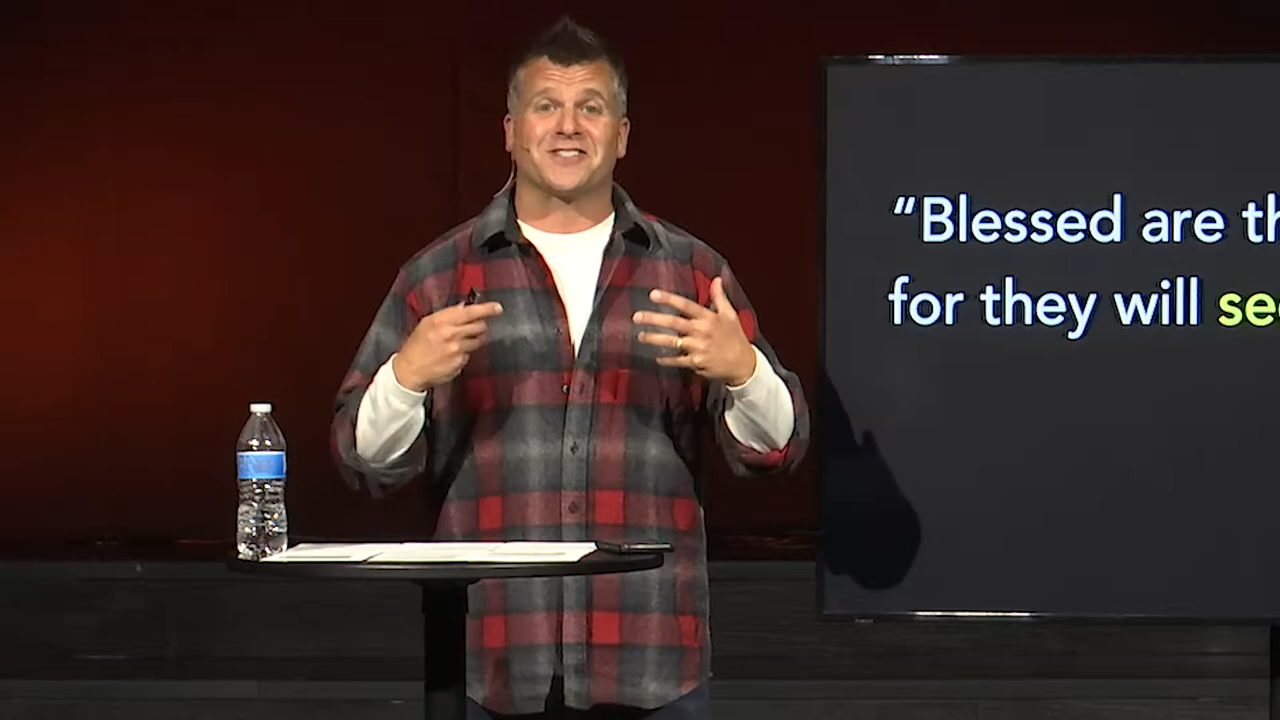 “Blessed are th
for they will se